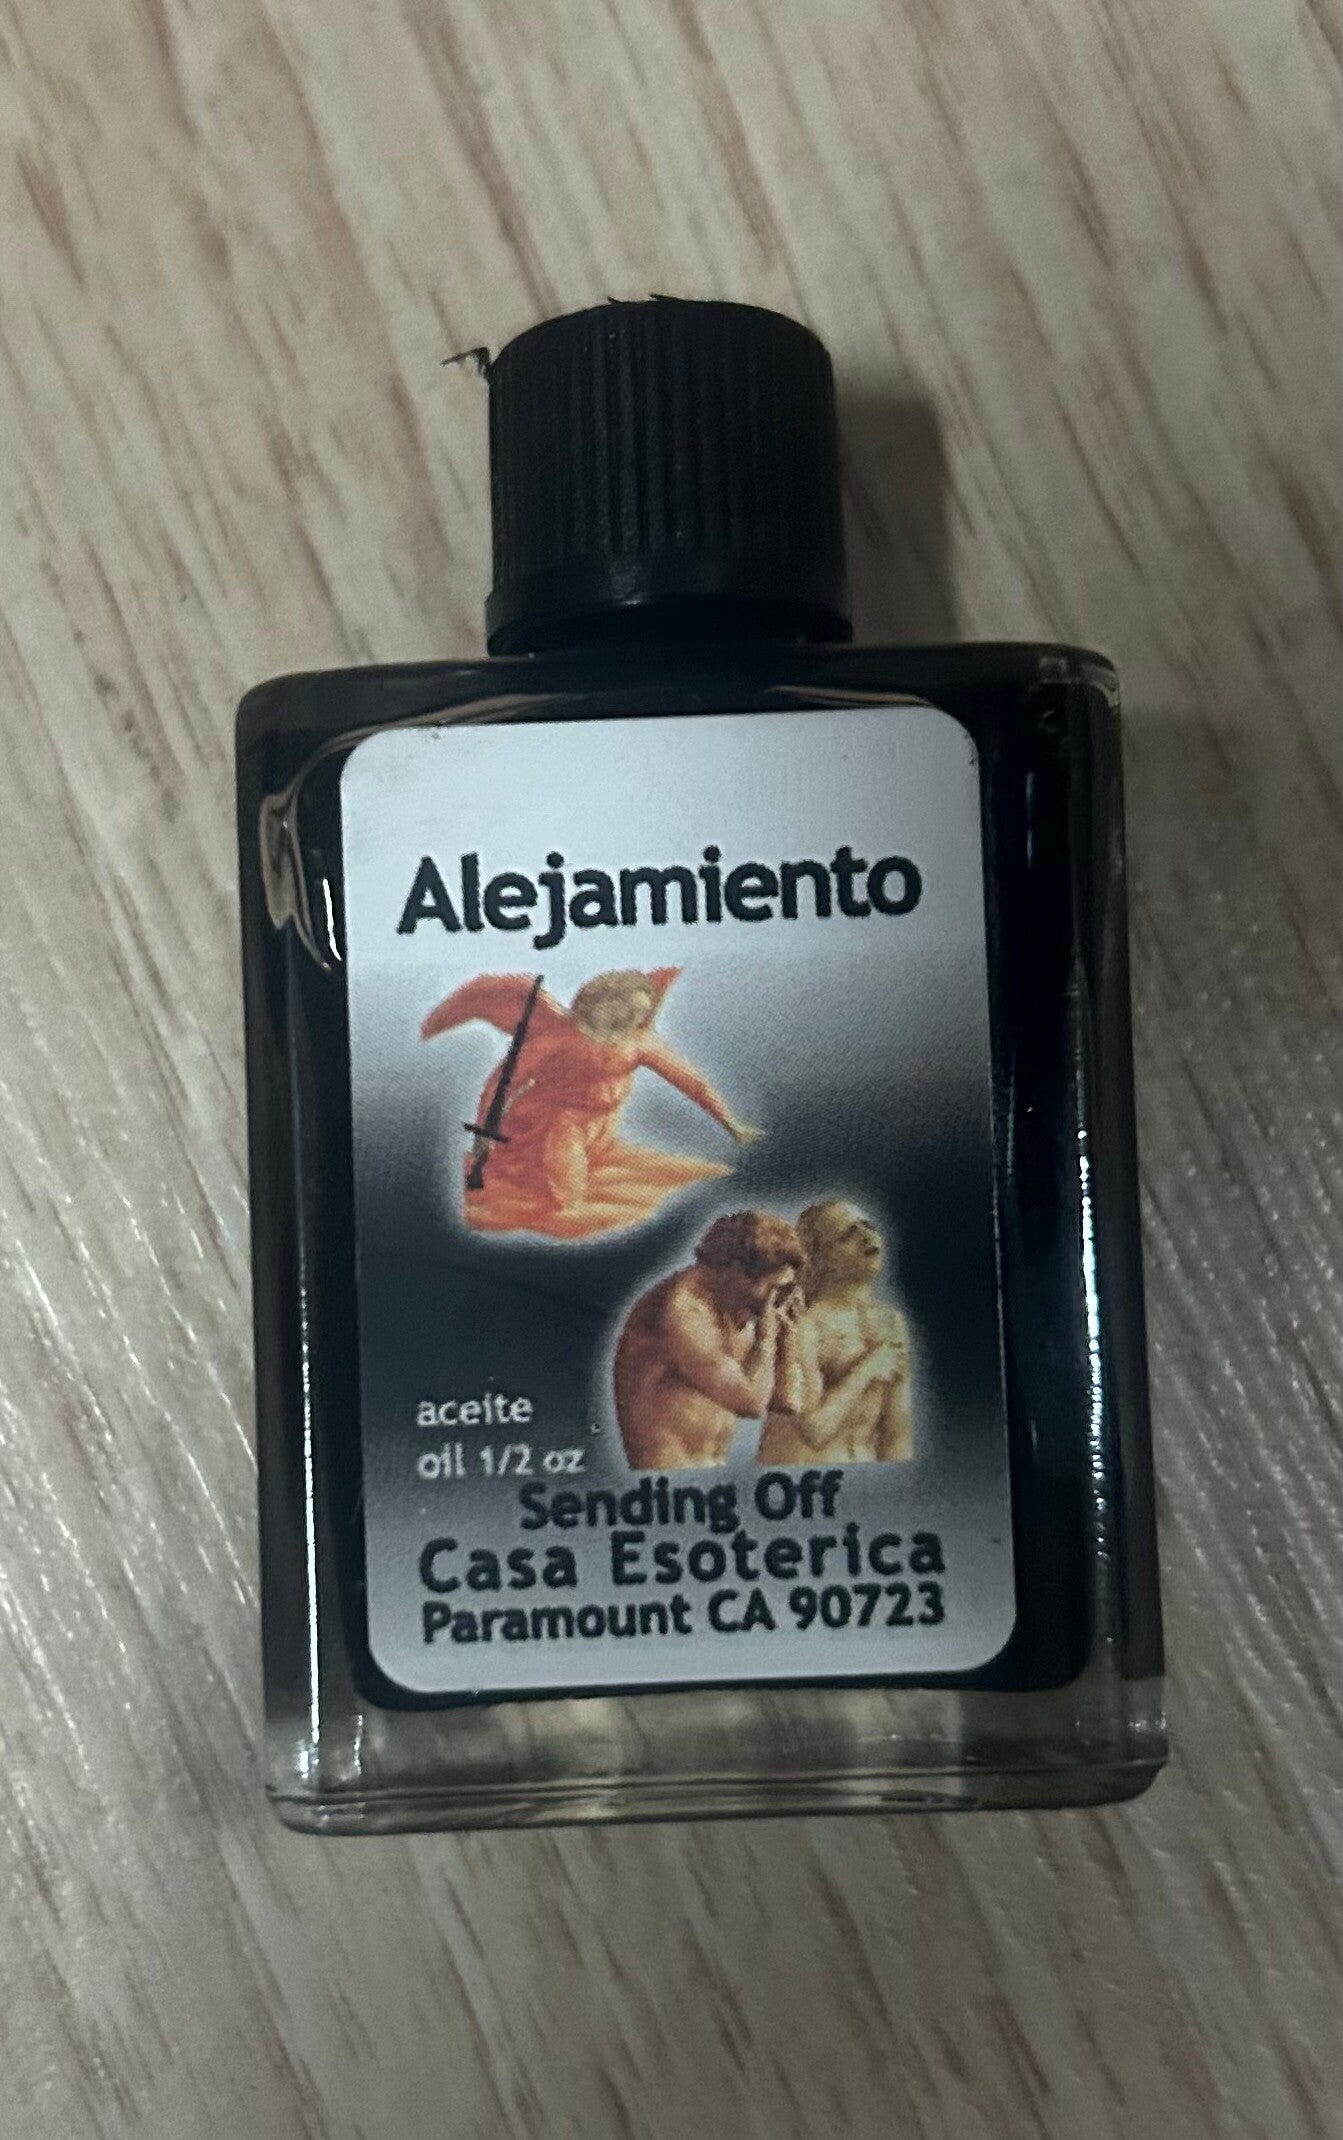 Alejamiento
aceite
oil 1/2 oz
Sending Off
Casa Esoterica
Paramount CA 90723